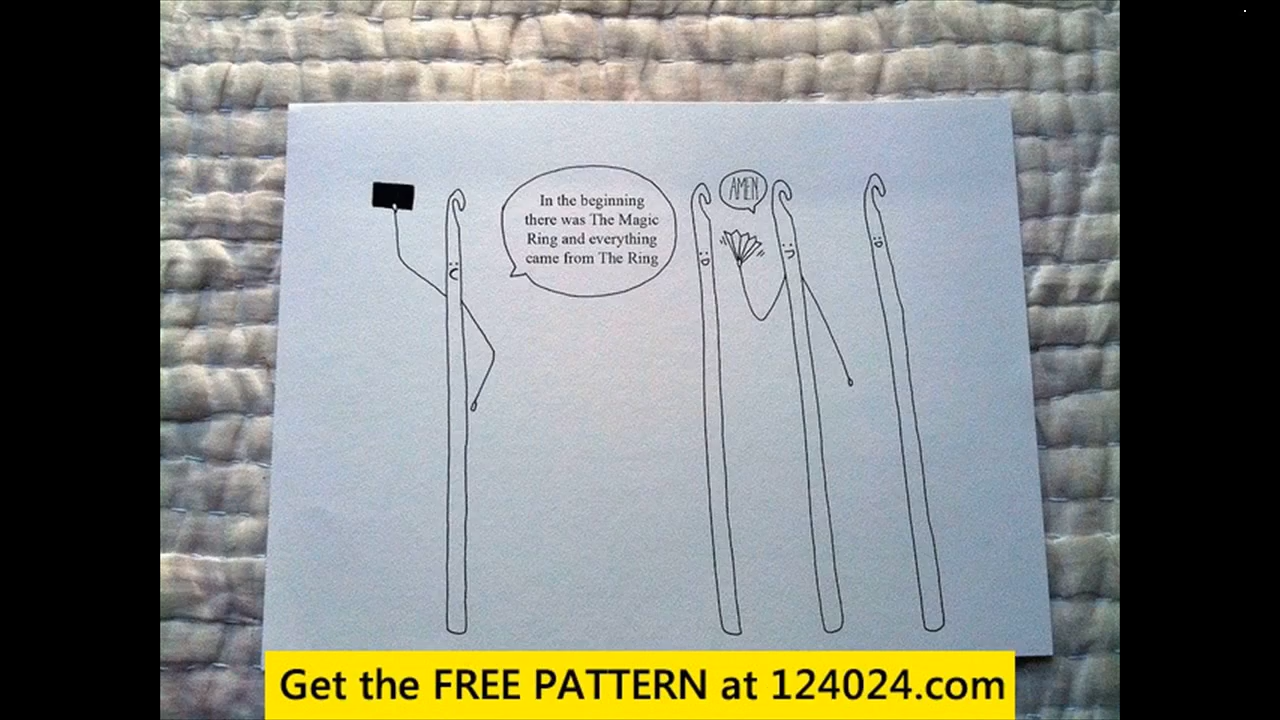 In the beginning
there was The Magic
Ring and everything
came from The Ring
AMEN
Get the FREE PATTERN at 124024.com